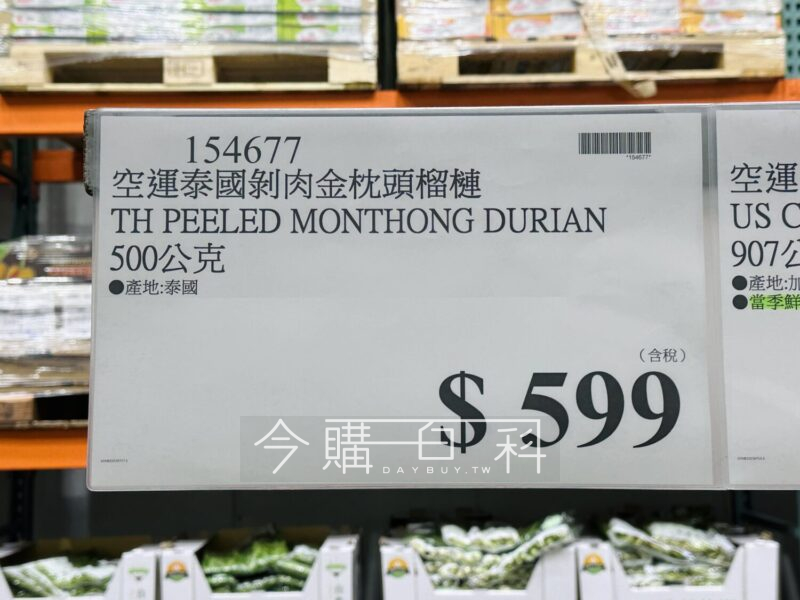 154677
*154677*
空運泰國剝肉金枕頭榴槤
TH PEELED MONTHONG DURIAN
500公克
●產地:泰國
(含稅)
$ 599
今購百科
DAYBUY.TW
空運
US C
907公
●產地:加
●當季鮮